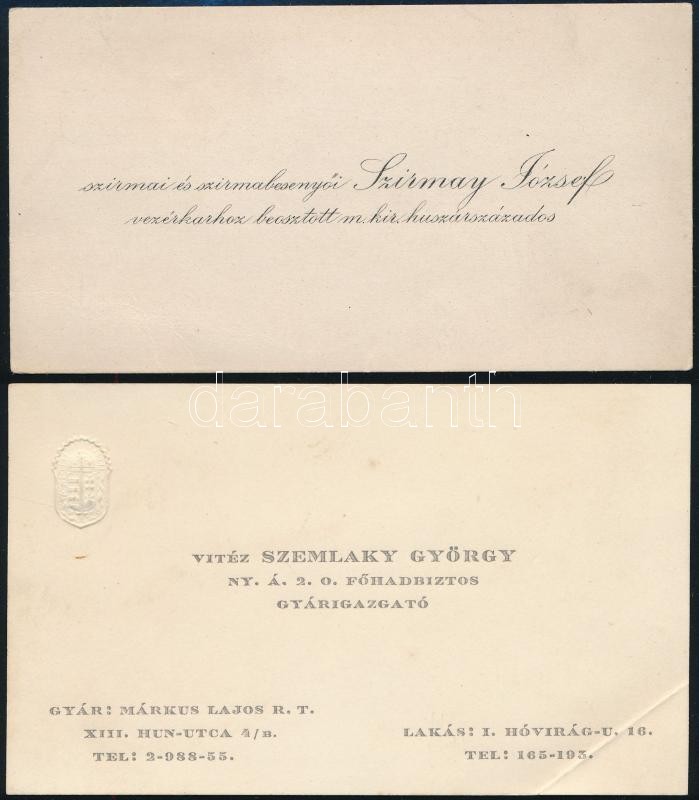 szirmai és szirmabesenyői Szirmay József
vezérkarhoz beosztott m. kir. huszárszázados
darabanth
VITÉZ SZEMLAKY GYÖRGY
NY. Á. 2. O. FŐHADBIZTOS
GYÁRIGAZGATÓ
GYÁR: MÁRKUS LAJOS R. T.
XIII. HUN-UTCA 4/B.
TEL: 2-988-55.
LAKÁS: I. HÓVIRÁG-U. 16.
TEL: 165-193.